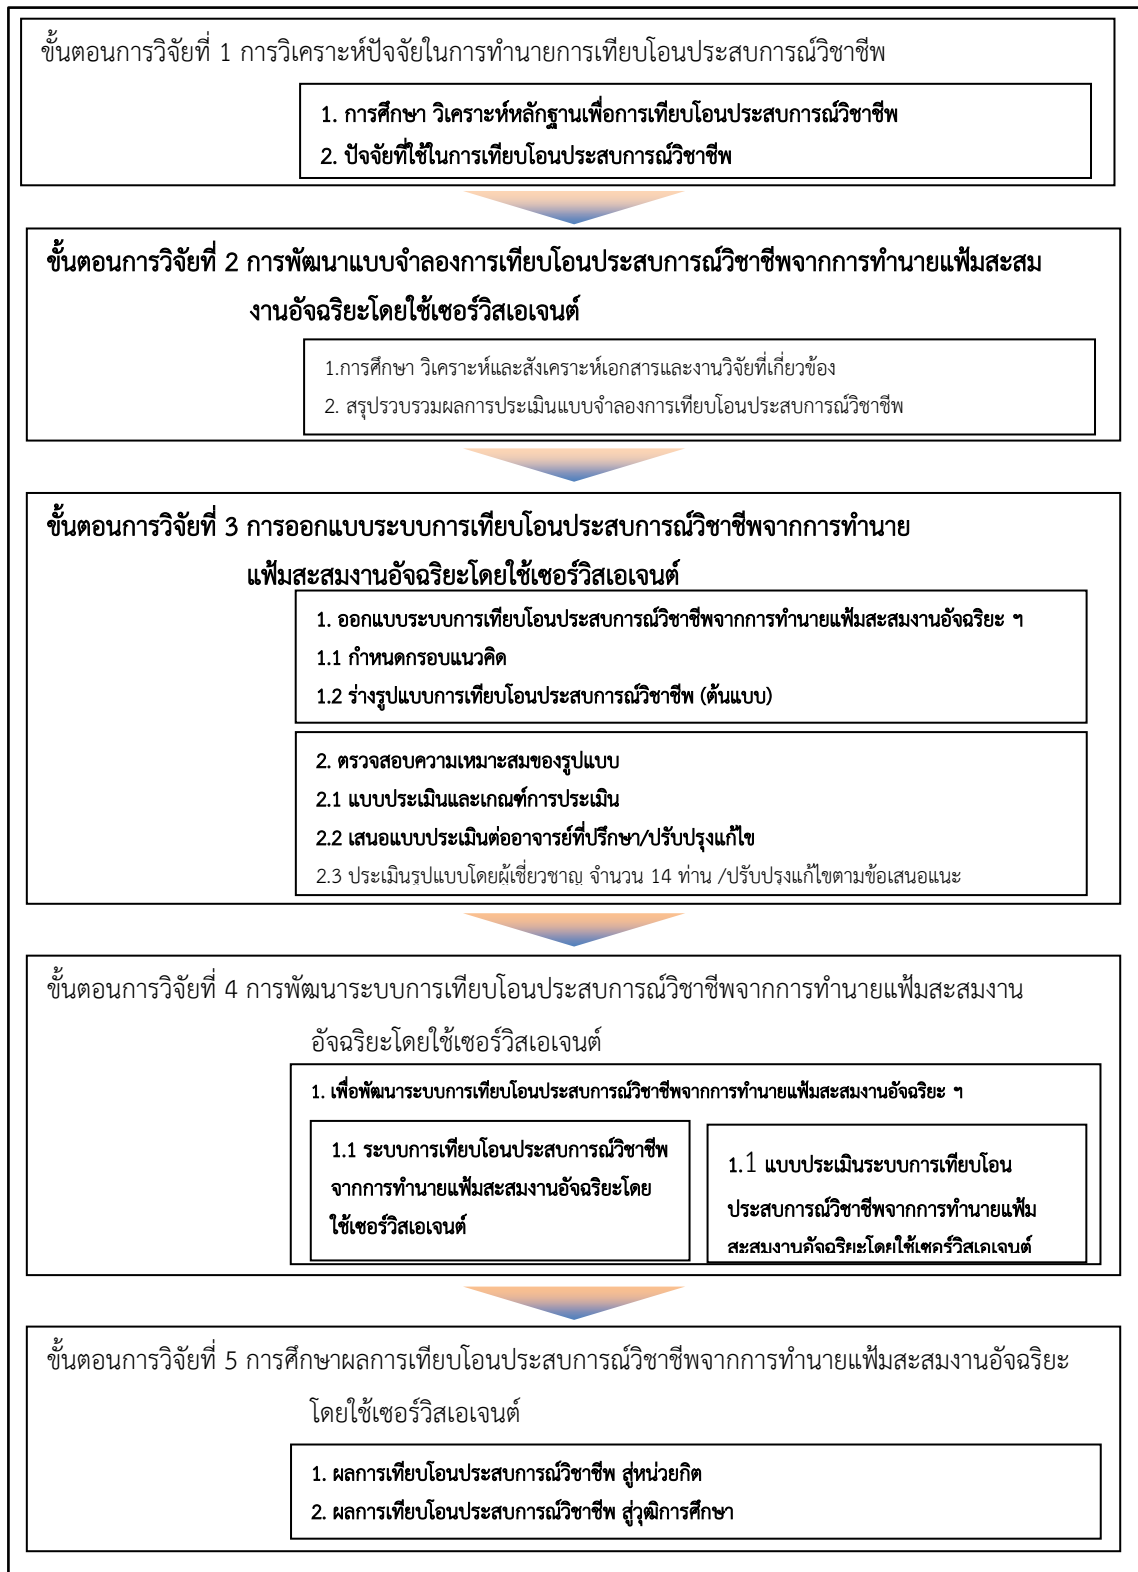 ขั้นตอนการวิจัยที่ 1 การวิเคราะห์ปัจจัยในการทำนายการเทียบโอนประสบการณ์วิชาชีพ
1. การศึกษา วิเคราะห์หลักฐานเพื่อการเทียบโอนประสบการณ์วิชาชีพ
2. ปัจจัยที่ใช้ในการเทียบโอนประสบการณ์วิชาชีพ
ขั้นตอนการวิจัยที่ 2 การพัฒนาแบบจำลองการเทียบโอนประสบการณ์วิชาชีพจากการทำนายแฟ้มสะสม
งานอัจฉริยะโดยใช้เซอร์วิสเอเจนต์
1.การศึกษา วิเคราะห์และสังเคราะห์เอกสารและงานวิจัยที่เกี่ยวข้อง
2. สรุปรวบรวมผลการประเมินแบบจำลองการเทียบโอนประสบการณ์วิชาชีพ
ขั้นตอนการวิจัยที่ 3 การออกแบบระบบการเทียบโอนประสบการณ์วิชาชีพจากการทำนาย
แฟ้มสะสมงานอัจฉริยะโดยใช้เซอร์วิสเอเจนต์
1. ออกแบบระบบการเทียบโอนประสบการณ์วิชาชีพจากการทำนายแฟ้มสะสมงานอัจฉริยะ ฯ
1.1 กำหนดกรอบแนวคิด
1.2 ร่างรูปแบบการเทียบโอนประสบการณ์วิชาชีพ (ต้นแบบ)
2. ตรวจสอบความเหมาะสมของรูปแบบ
2.1 แบบประเมินและเกณฑ์การประเมิน
2.2 เสนอแบบประเมินต่ออาจารย์ที่ปรึกษา/ปรับปรุงแก้ไข
2.3 ประเมินรูปแบบโดยผู้เชี่ยวชาญ จำนวน 14 ท่าน /ปรับปรุงแก้ไขตามข้อเสนอแนะ
ขั้นตอนการวิจัยที่ 4 การพัฒนาระบบการเทียบโอนประสบการณ์วิชาชีพจากการทำนายแฟ้มสะสมงาน
อัจฉริยะโดยใช้เซอร์วิสเอเจนต์
1. เพื่อพัฒนาระบบการเทียบโอนประสบการณ์วิชาชีพจากการทำนายแฟ้มสะสมงานอัจฉริยะ ฯ
1.1 ระบบการเทียบโอนประสบการณ์วิชาชีพ
จากการทำนายแฟ้มสะสมงานอัจฉริยะโดย
ใช้เซอร์วิสเอเจนต์
1.1 แบบประเมินระบบการเทียบโอน
ประสบการณ์วิชาชีพจากการทำนายแฟ้ม
สะสมงานอัจฉริยะโดยใช้เซอร์วิสเอเจนต์
ขั้นตอนการวิจัยที่ 5 การศึกษาผลการเทียบโอนประสบการณ์วิชาชีพจากการทำนายแฟ้มสะสมงานอัจฉริยะ
โดยใช้เซอร์วิสเอเจนต์
1. ผลการเทียบโอนประสบการณ์วิชาชีพ สู่หน่วยกิต
2. ผลการเทียบโอนประสบการณ์วิชาชีพ สู่วุฒิการศึกษา